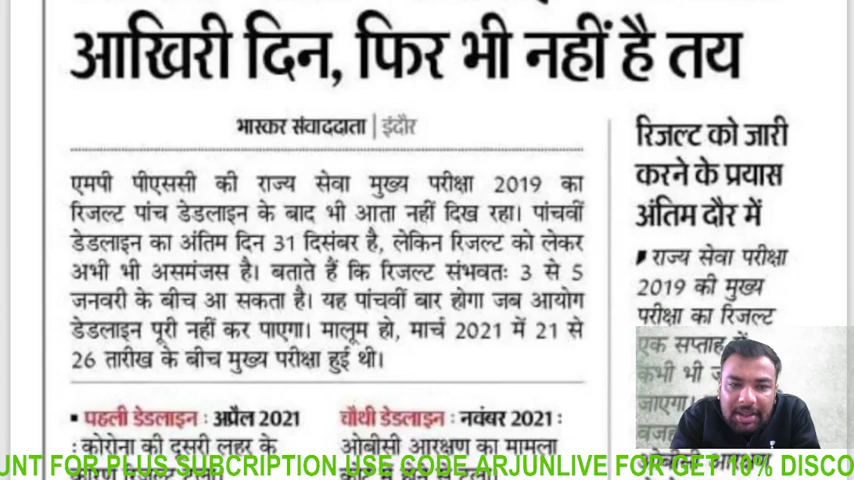 आखिरी दिन, फिर भी नहीं है तय
भास्कर संवाददाता | इंदौर
एमपी पीएससी की राज्य सेवा मुख्य परीक्षा 2019 का
रिजल्ट पांच डेडलाइन के बाद भी आता नहीं दिख रहा। पांचवीं
डेडलाइन का अंतिम दिन 31 दिसंबर है, लेकिन रिजल्ट को लेकर
अभी भी असमंजस है। बताते हैं कि रिजल्ट संभवतः 3 से 5
जनवरी के बीच आ सकता है। यह पांचवीं बार होगा जब आयोग
डेडलाइन पूरी नहीं कर पाएगा। मालूम हो, मार्च 2021 में 21 से
26 तारीख के बीच मुख्य परीक्षा हुई थी।
▪ पहली डेडलाइन : अप्रैल 2021
: कोरोना की दूसरी लहर के
चौथी डेडलाइन : नवंबर 2021 :
ओबीसी आरक्षण का मामला
रिजल्ट को जारी
करने के प्रयास
अंतिम दौर में
राज्य सेवा परीक्षा
2019 की मुख्य
परीक्षा का रिजल्ट
एक सप्ताह में
कभी भी
जाएगा।
UNT FOR PLUS SUBCRIPTION USE CODE ARJUNLIVE FOR GET 10% DISCO